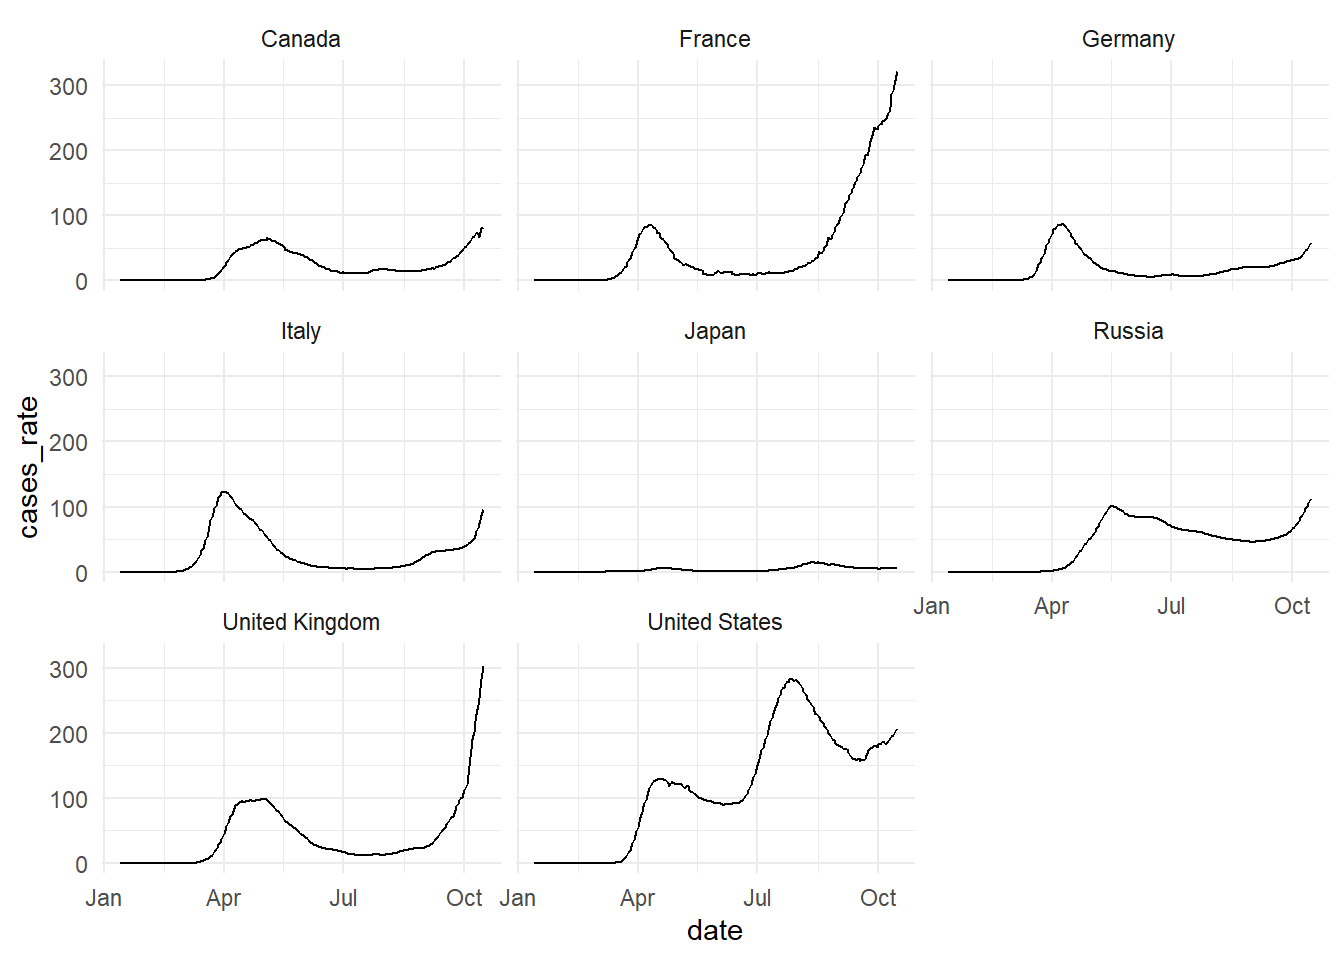 Canada France Germany
300
200
100
0
Italy Japan Russia
300
200
100
0
Jan Apr Jul Oct
United Kingdom United States
300
200
100
0
Jan Apr Jul Oct Jan Apr Jul Oct
date
cases_rate